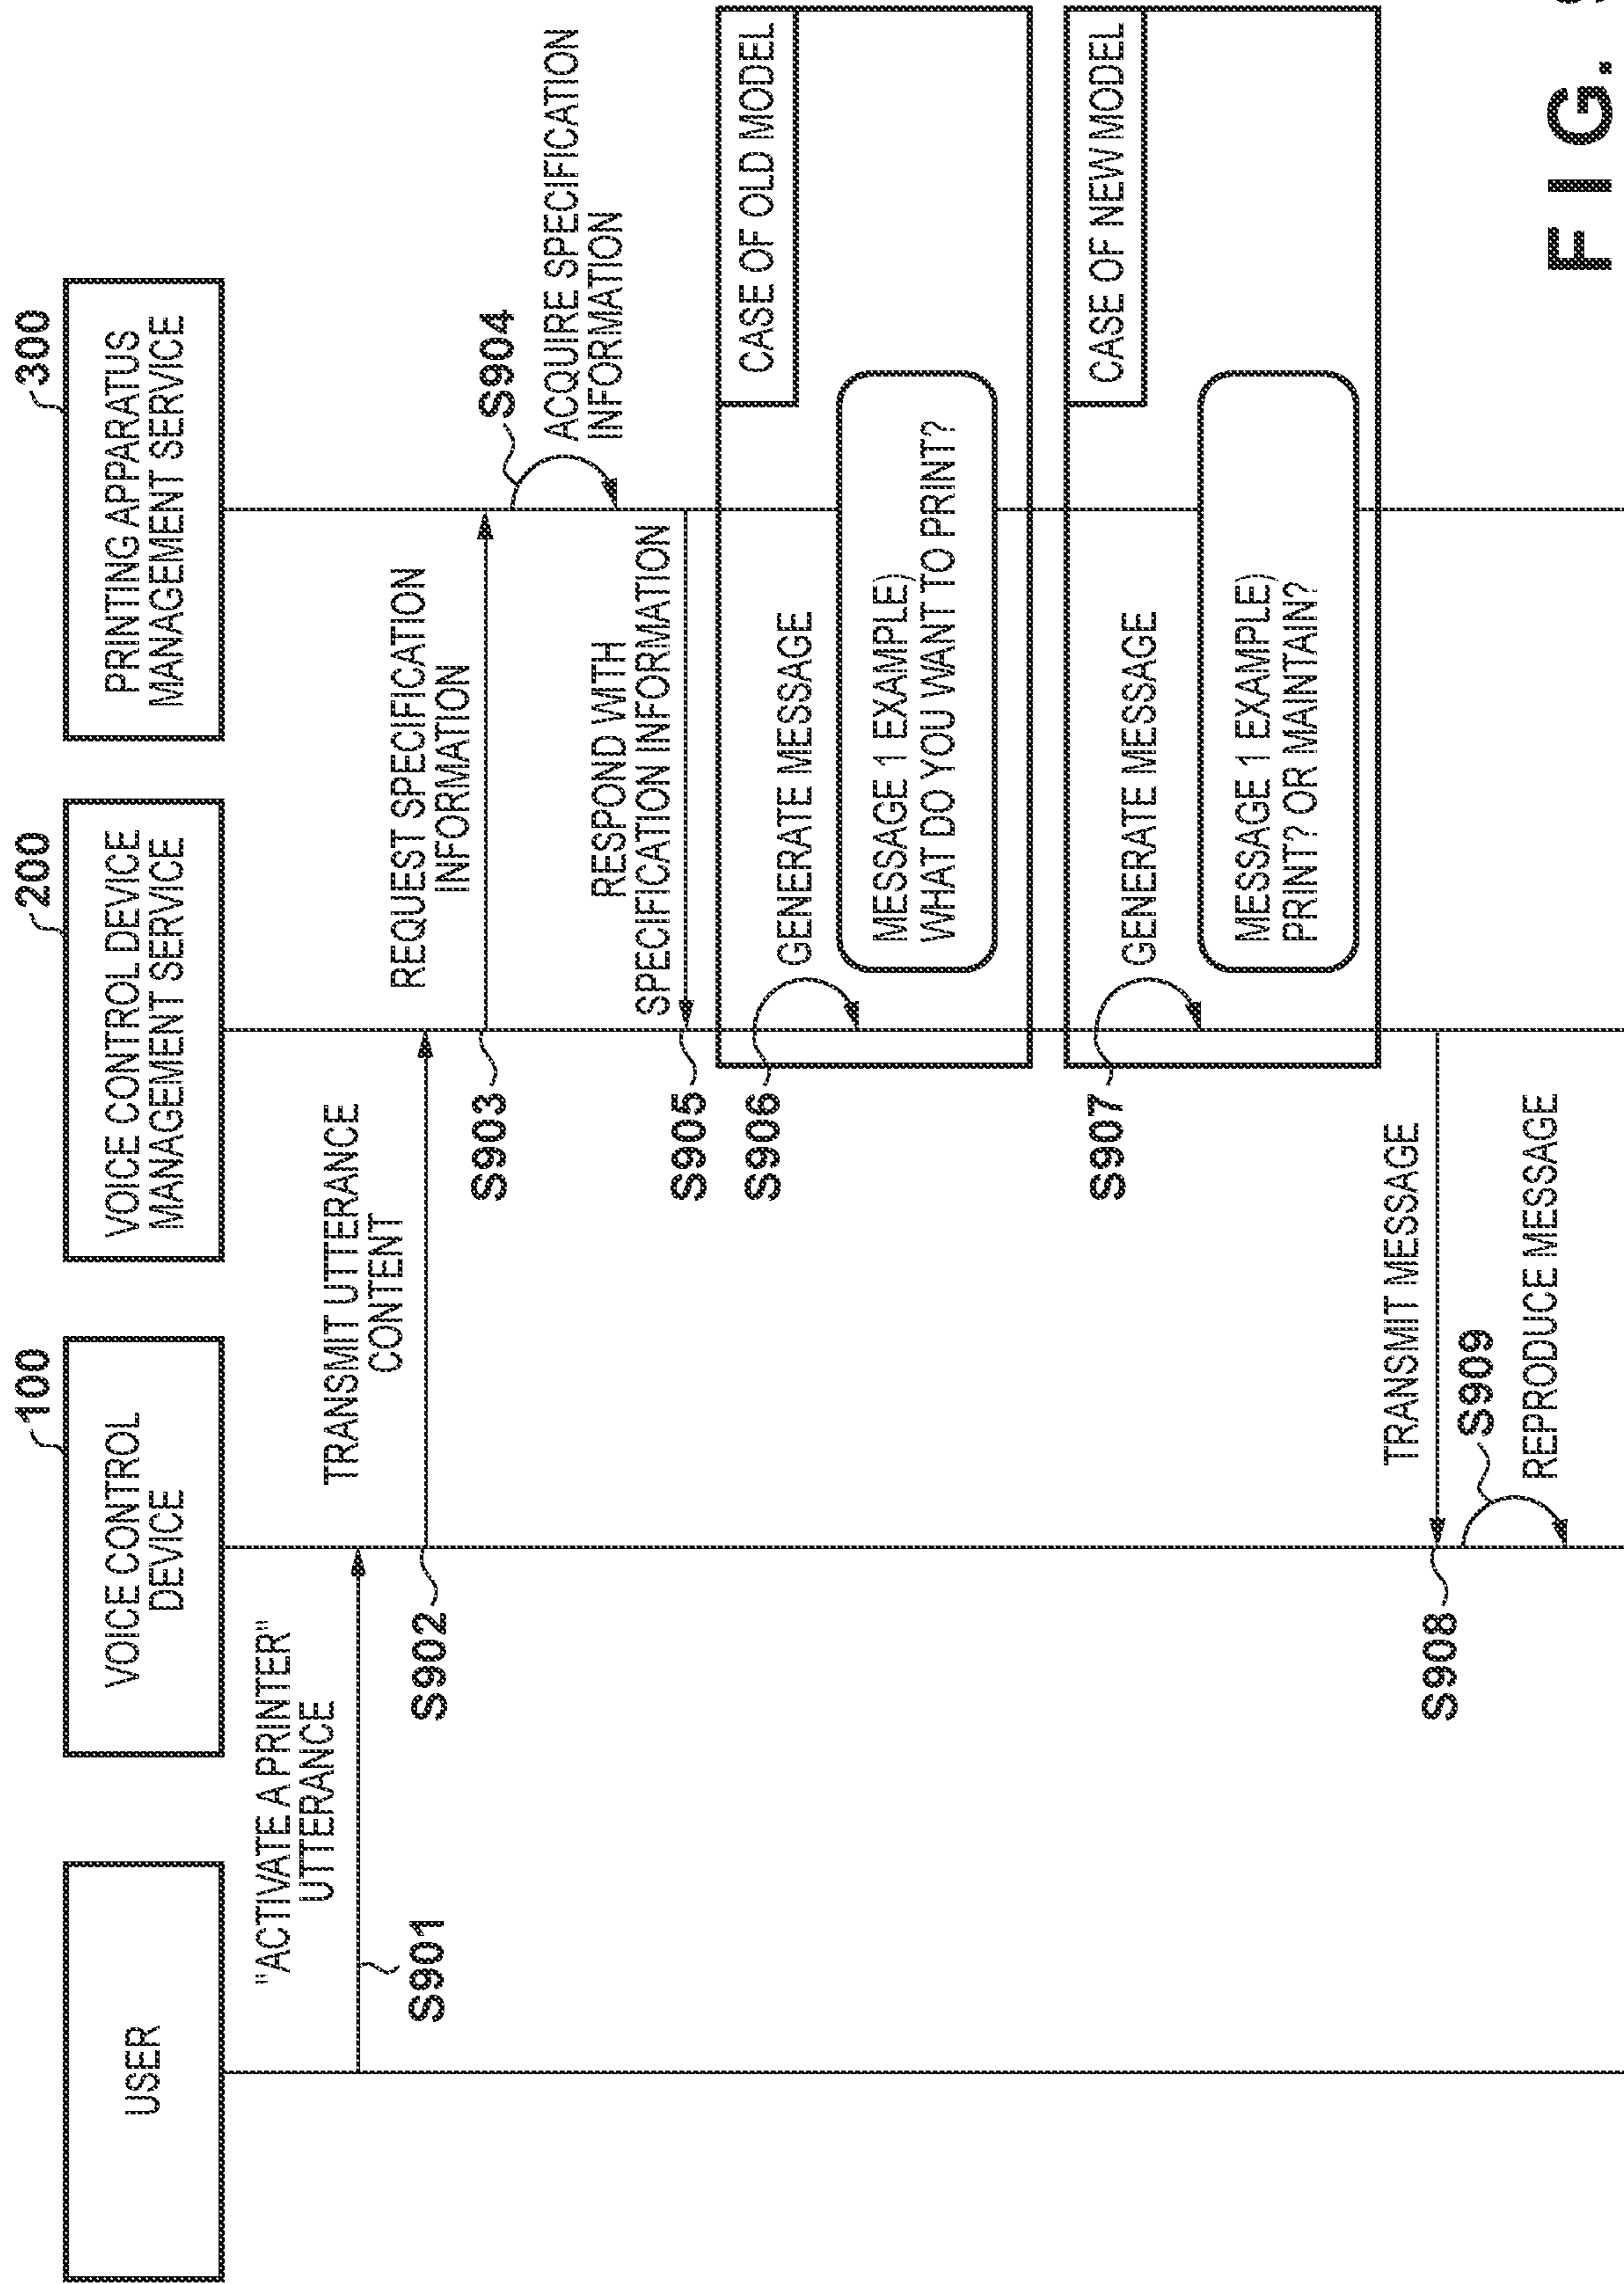 USER
100
VOICE CONTROL
DEVICE
200
VOICE CONTROL DEVICE
MANAGEMENT SERVICE
300
PRINTING APPARATUS
MANAGEMENT SERVICE
"ACTIVATE A PRINTER"
UTTERANCE
S901
TRANSMIT UTTERANCE
CONTENT
S902
REQUEST SPECIFICATION
INFORMATION
S903
S904
ACQUIRE SPECIFICATION
INFORMATION
RESPOND WITH
SPECIFICATION INFORMATION
S905
CASE OF OLD MODEL
S906
GENERATE MESSAGE
MESSAGE 1 EXAMPLE)
WHAT DO YOU WANT TO PRINT?
CASE OF NEW MODEL
S907
GENERATE MESSAGE
MESSAGE 1 EXAMPLE)
PRINT? OR MAINTAIN?
TRANSMIT MESSAGE
S908
S909
REPRODUCE MESSAGE
FIG.